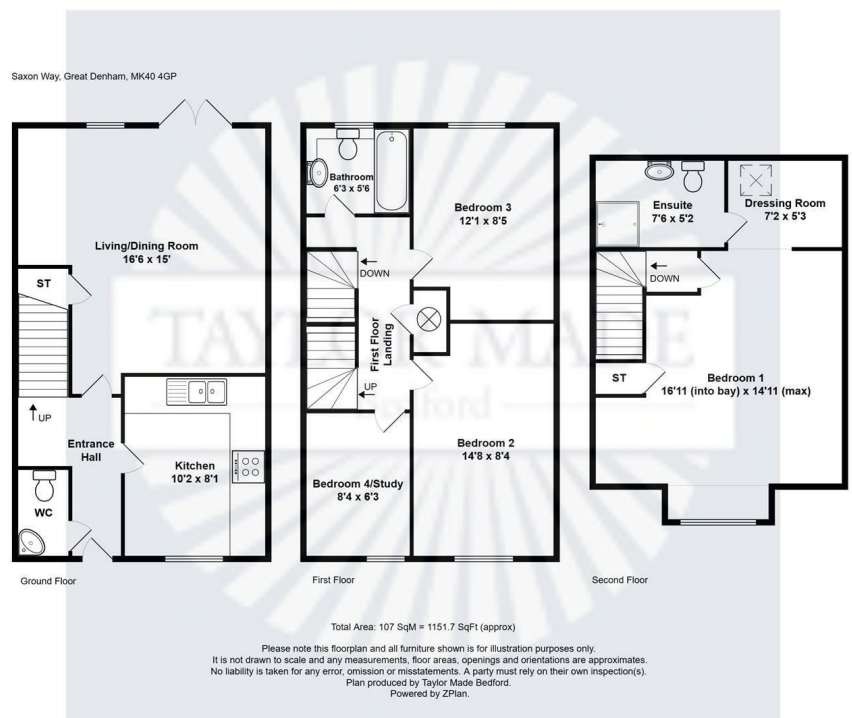 Saxon Way, Great Denham, MK40 4GP
Living/Dining Room
16'6 x 15'
ST
UP
Entrance
Hall
Kitchen
10'2 x 8'1
WC
Ground Floor
Bathroom
6'3 x 5'6
Bedroom 3
12'1 x 8'5
DOWN
First Floor
Landing
UP
Bedroom 2
14'8 x 8'4
Bedroom 4/Study
8'4 x 6'3
First Floor
Ensuite
7'6 x 5'2
Dressing Room
7'2 x 5'3
DOWN
ST
Bedroom 1
16'11 (into bay) x 14'11 (max)
Second Floor
TAYLOR MADE
Bedford
Total Area: 107 SqM = 1151.7 SqFt (approx)
Please note this floorplan and all furniture shown is for illustration purposes only.
It is not drawn to scale and any measurements, floor areas, openings and orientations are approximates.
No liability is taken for any error, omission or misstatements. A party must rely on their own inspection(s).
Plan produced by Taylor Made Bedford.
Powered by ZPlan.